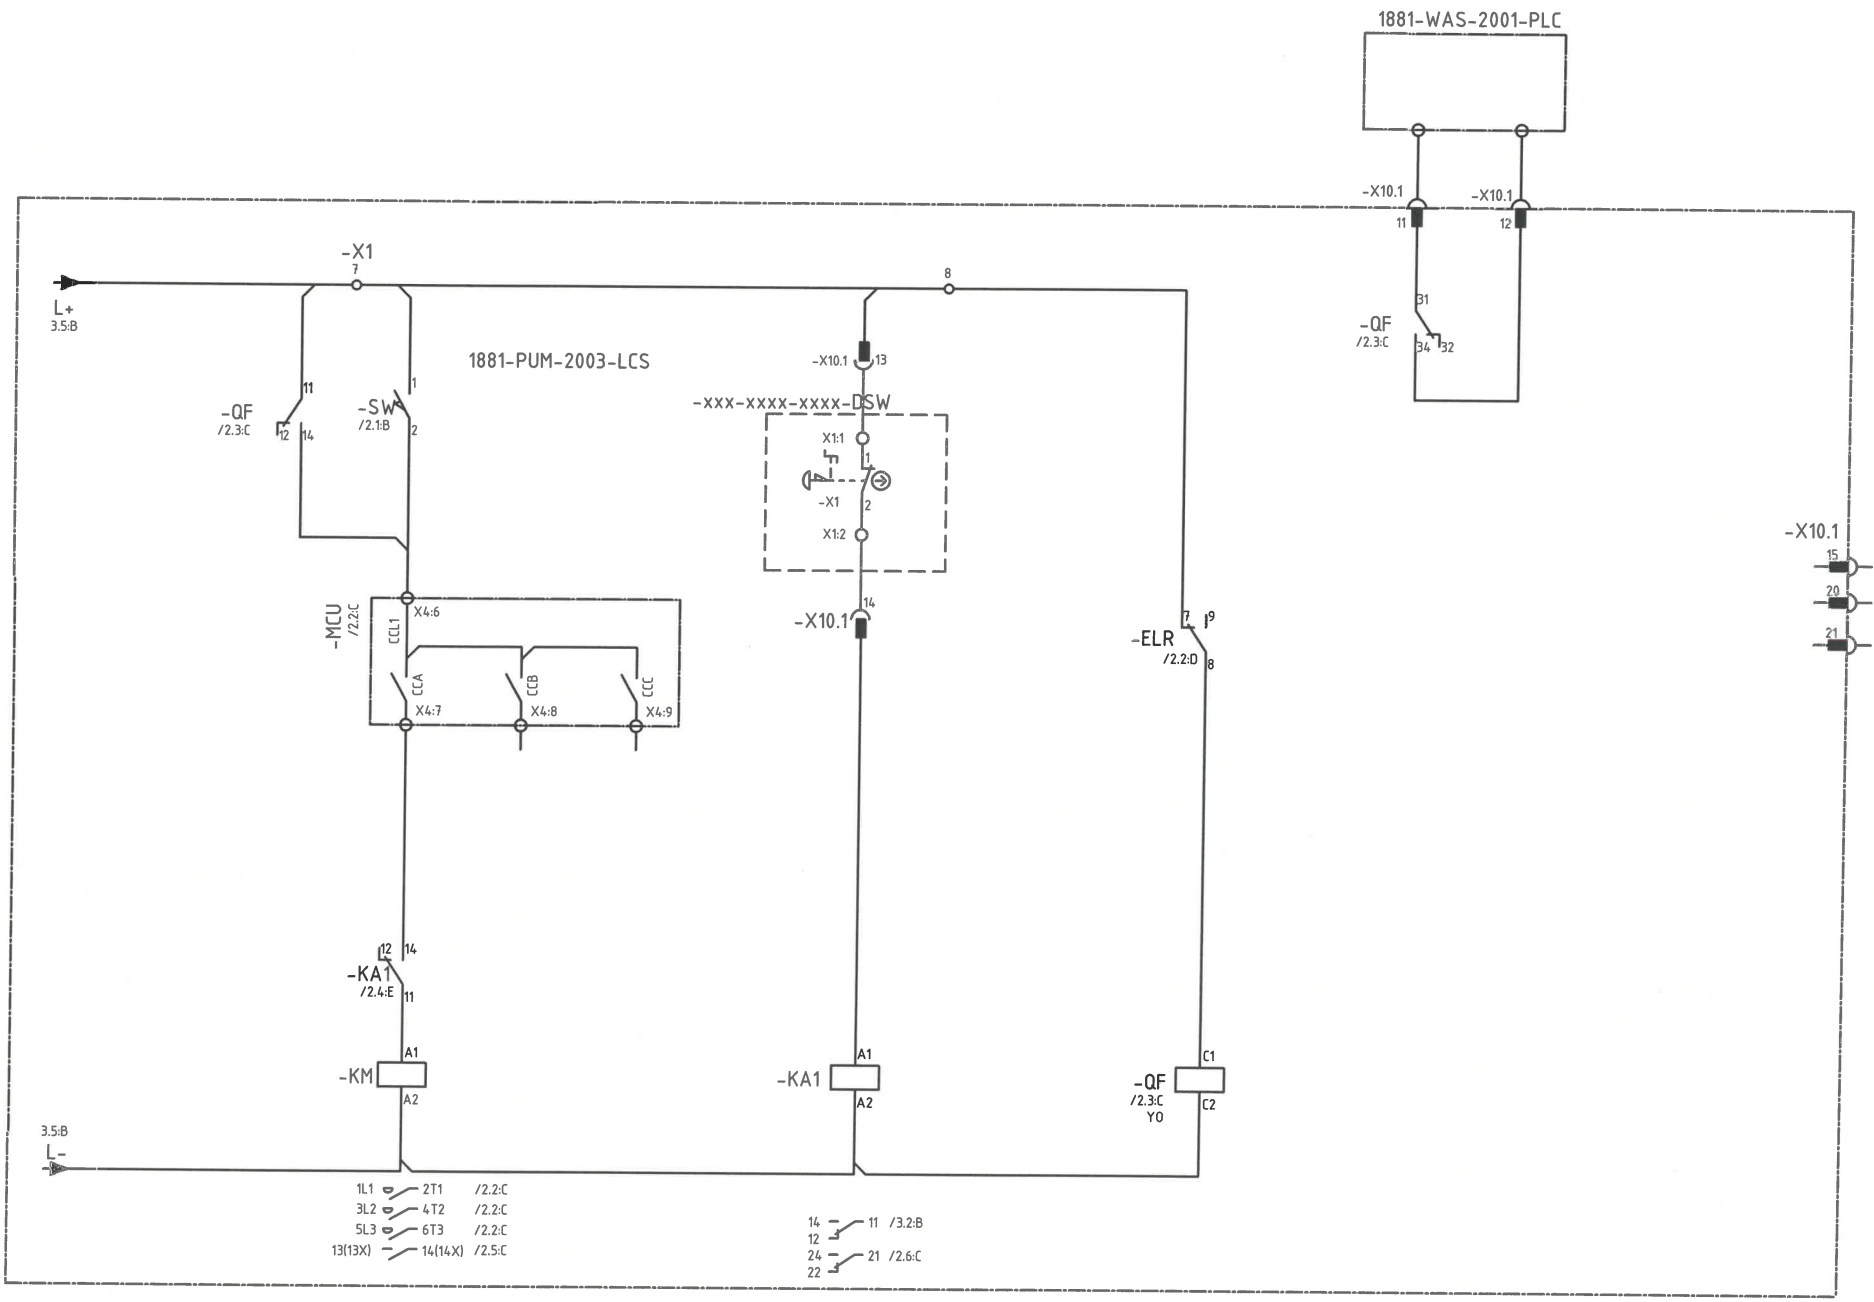 1881-WAS-2001-PLC
-X10.1
-X10.1
11
12
-X1
7
8
L+
3.5:B
31
-QF
/2.3:C
34
32
1881-PUM-2003-LCS
-X10.1
13
11
-QF
/2.3:C
12
14
1
-SW
/2.1:B
2
-xxx-xxxx-xxxx-DSW
X1:1
1
-X1
2
X1:2
-X10.1
15
20
21
-MCU
/2.2:C
X4:6
CCL1
CCA
CCB
CCC
X4:7
X4:8
X4:9
14
-X10.1
7
9
-ELR
/2.2:D
8
12
14
-KA1
/2.4:E
11
A1
-KM
A2
A1
-KA1
A2
C1
-QF
/2.3:C
Y0
C2
3.5:B
L-
1L1 2T1 /2.2:C
3L2 4T2 /2.2:C
5L3 6T3 /2.2:C
13(13X) 14(14X) /2.5:C
14 11 /3.2:B
12
24 21 /2.6:C
22